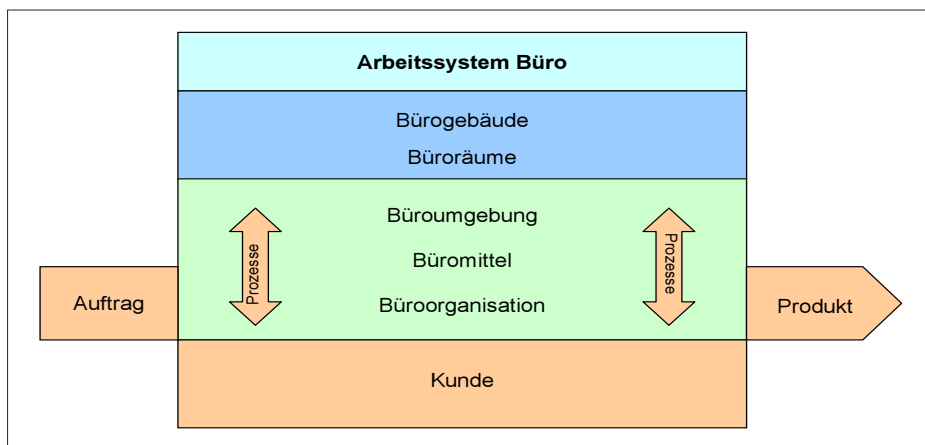 Arbeitssystem Büro
Bürogebäude
Büroräume
Büroumgebung
Prozesse
Prozesse
Büromittel
Auftrag
Büroorganisation
Produkt
Kunde